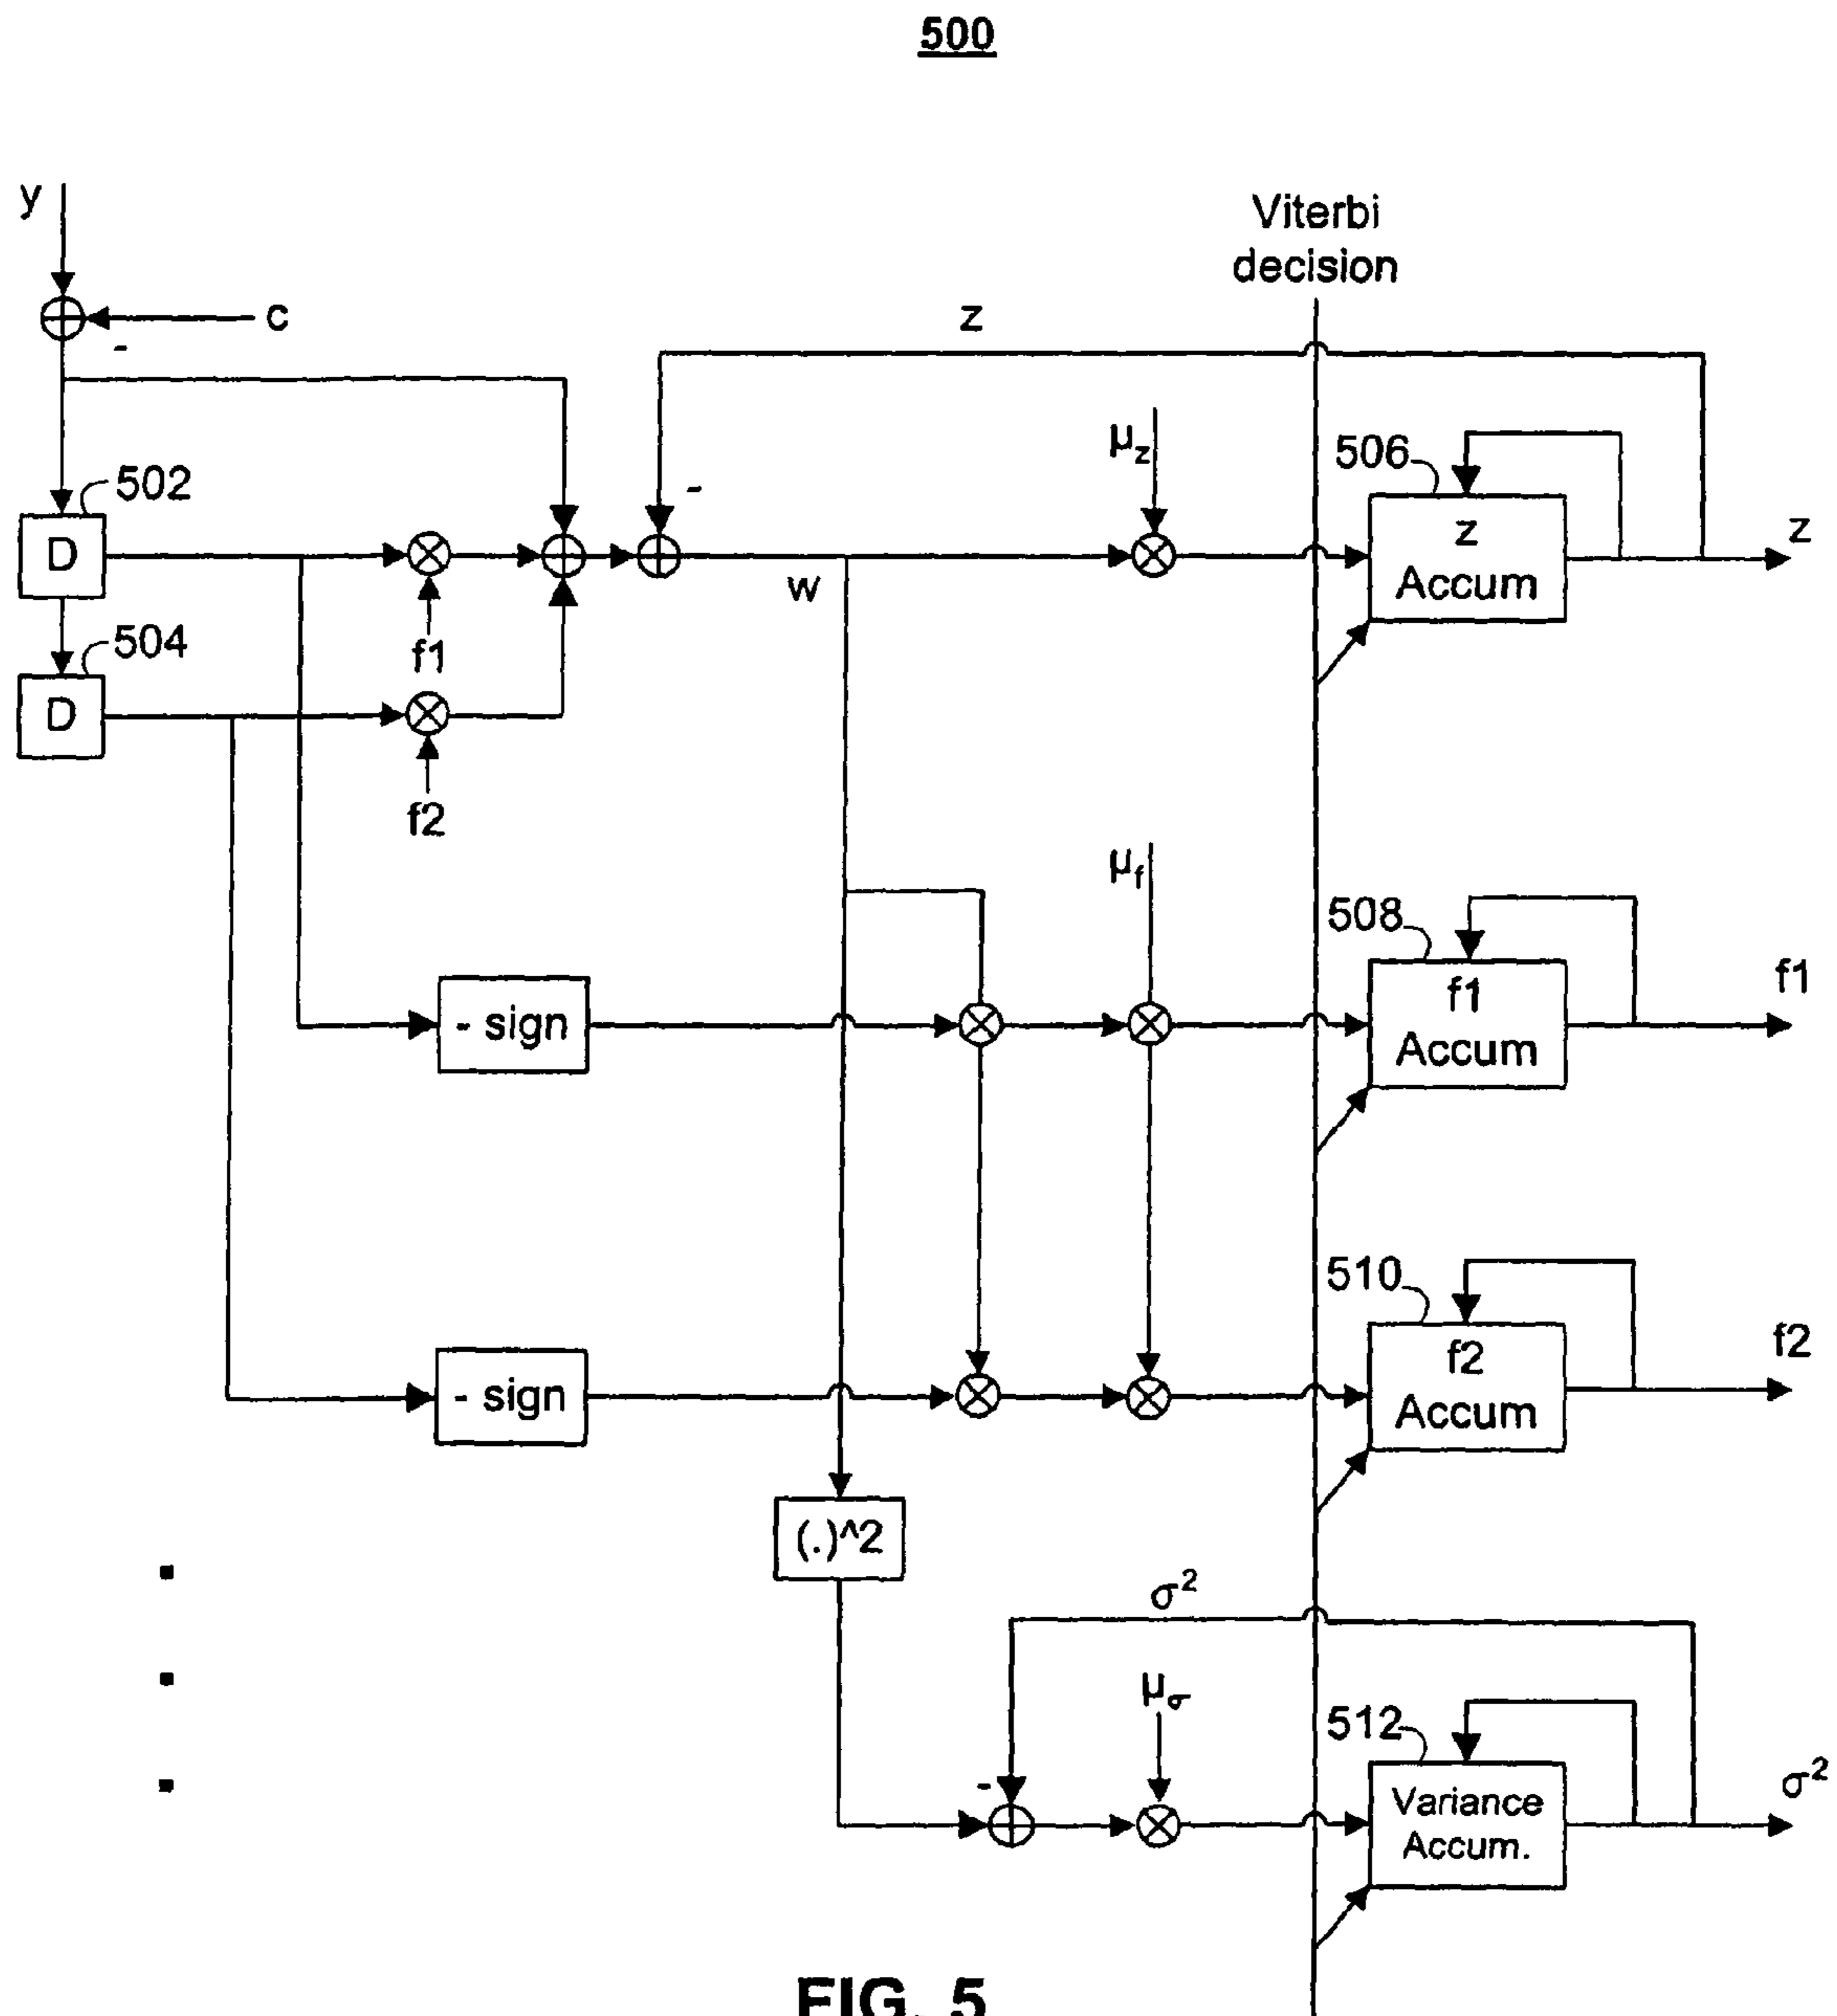 500
y
Viterbi
decision
c
-
z
μz
-
502
506
D
z
Accum
z
w
504
f1
D
f2
μf
508
f1
Accum
f1
- sign
510
f2
Accum
f2
- sign
(.)^2
σ²
μσ
512
-
Variance
Accum.
σ²
FIG. 5